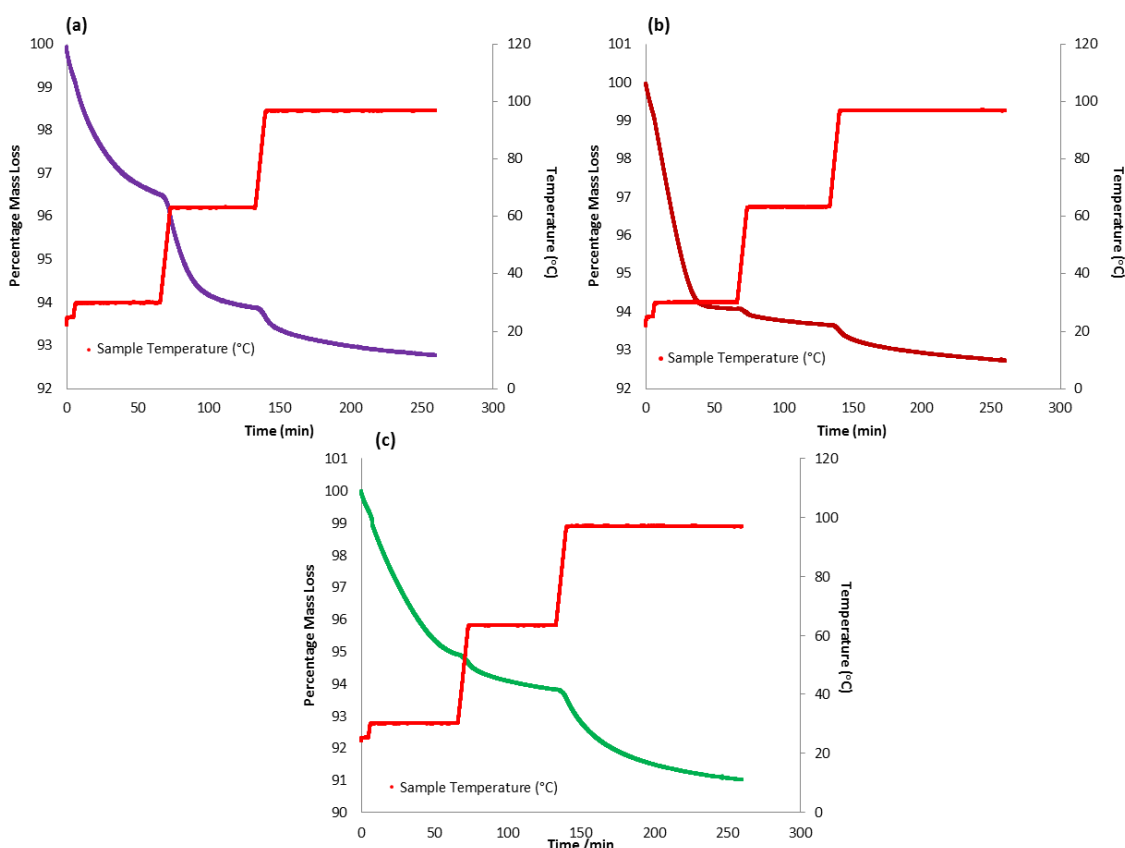 (a)
100
99
98
97
96
95
94
93
92
Percentage Mass Loss
120
100
80
60
40
20
0
Temperature (°C)
Sample Temperature (°C)
0 50 100 150 200 250 300
Time (min)
(b)
101
100
99
98
97
96
95
94
93
92
Percentage Mass Loss
120
100
80
60
40
20
0
Temperature (°C)
Sample Temperature (°C)
0 50 100 150 200 250 300
Time (min)
(c)
101
100
99
98
97
96
95
94
93
92
91
90
Percentage Mass Loss
120
100
80
60
40
20
0
Temperature (°C)
Sample Temperature (°C)
0 50 100 150 200 250 300
Time /min)